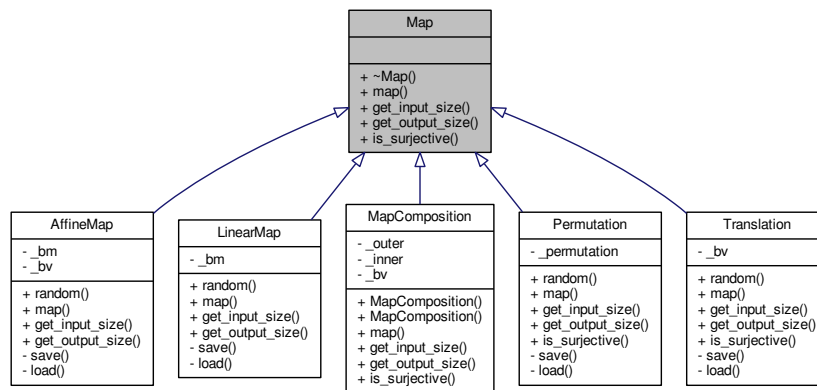 Map
+ ~Map()
+ map()
+ get_input_size()
+ get_output_size()
+ is_surjective()
AffineMap
- _bm
- _bv
+ random()
+ map()
+ get_input_size()
+ get_output_size()
- save()
- load()
LinearMap
- _bm
+ random()
+ map()
+ get_input_size()
+ get_output_size()
- save()
- load()
MapComposition
- _outer
- _inner
- _bv
+ MapComposition()
+ MapComposition()
+ map()
+ get_input_size()
+ get_output_size()
+ is_surjective()
Permutation
- _permutation
+ random()
+ map()
+ get_input_size()
+ get_output_size()
+ is_surjective()
- save()
- load()
Translation
- _bv
+ random()
+ map()
+ get_input_size()
+ get_output_size()
+ is_surjective()
- save()
- load()